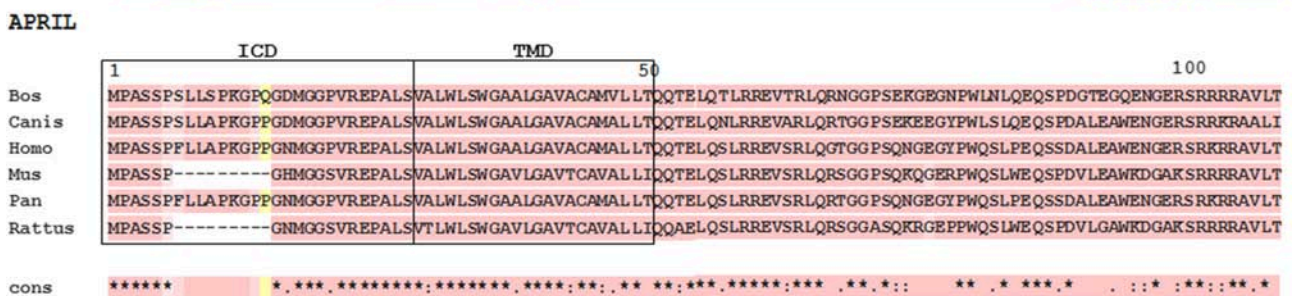 APRIL
ICD TMD
1 50 100
Bos MPASSPSLLSPKGPQGDMGGPVREPALSVALWLSWGAALGAVACAMVLLTQQTELQTLRREVTRLQRNGGPSEKGEGNPWLNLQEQSPDGTEGQENGERSRRRRAVLT
Canis MPASSPSLLAPKGPPGDMGGPVREPALSVALWLSWGAALGAVACAMALLTQQTELQNLRREVARLQRTGGPSEKEEGYPWLSLQEQSPDALEAWENGERSRRKRAALI
Homo MPASSPFLLAPKGPPGNMGGPVREPALSVALWLSWGAALGAVACAMALLTQQTELQSLRREVSRLQGTGGPSQNGEGYPWQSLPEQSSDALEAWENGERSRKRRAVLT
Mus MPASSP---------GHMGGSVREPALSVALWLSWGAVLGAVTCAVALLIQQTELQSLRREVSRLQRSGGPSQKQGERPWQSLWEQSPDVLEAWKDGAKSRRRRAVLT
Pan MPASSPFLLAPKGPPGNMGGPVREPALSVALWLSWGAALGAVACAMALLTQQTELQSLRREVSRLQRTGGPSQNGEGYPWQSLPEQSSDALEAWENGERSRKRRAVLT
Rattus MPASSP---------GNMGGSVREPALSVTLWLSWGAVLGAVTCAVALLIQQAELQSLRREVSRLQRSGGASQKRGEPPWQSLWEQSPDVLGAWKDGAKSRRRRAVLT
cons ****** *.***.********:*******.****:**:.** **:***.*****:*** .**.*:: ** .* ***.* . ::* :**::**.*